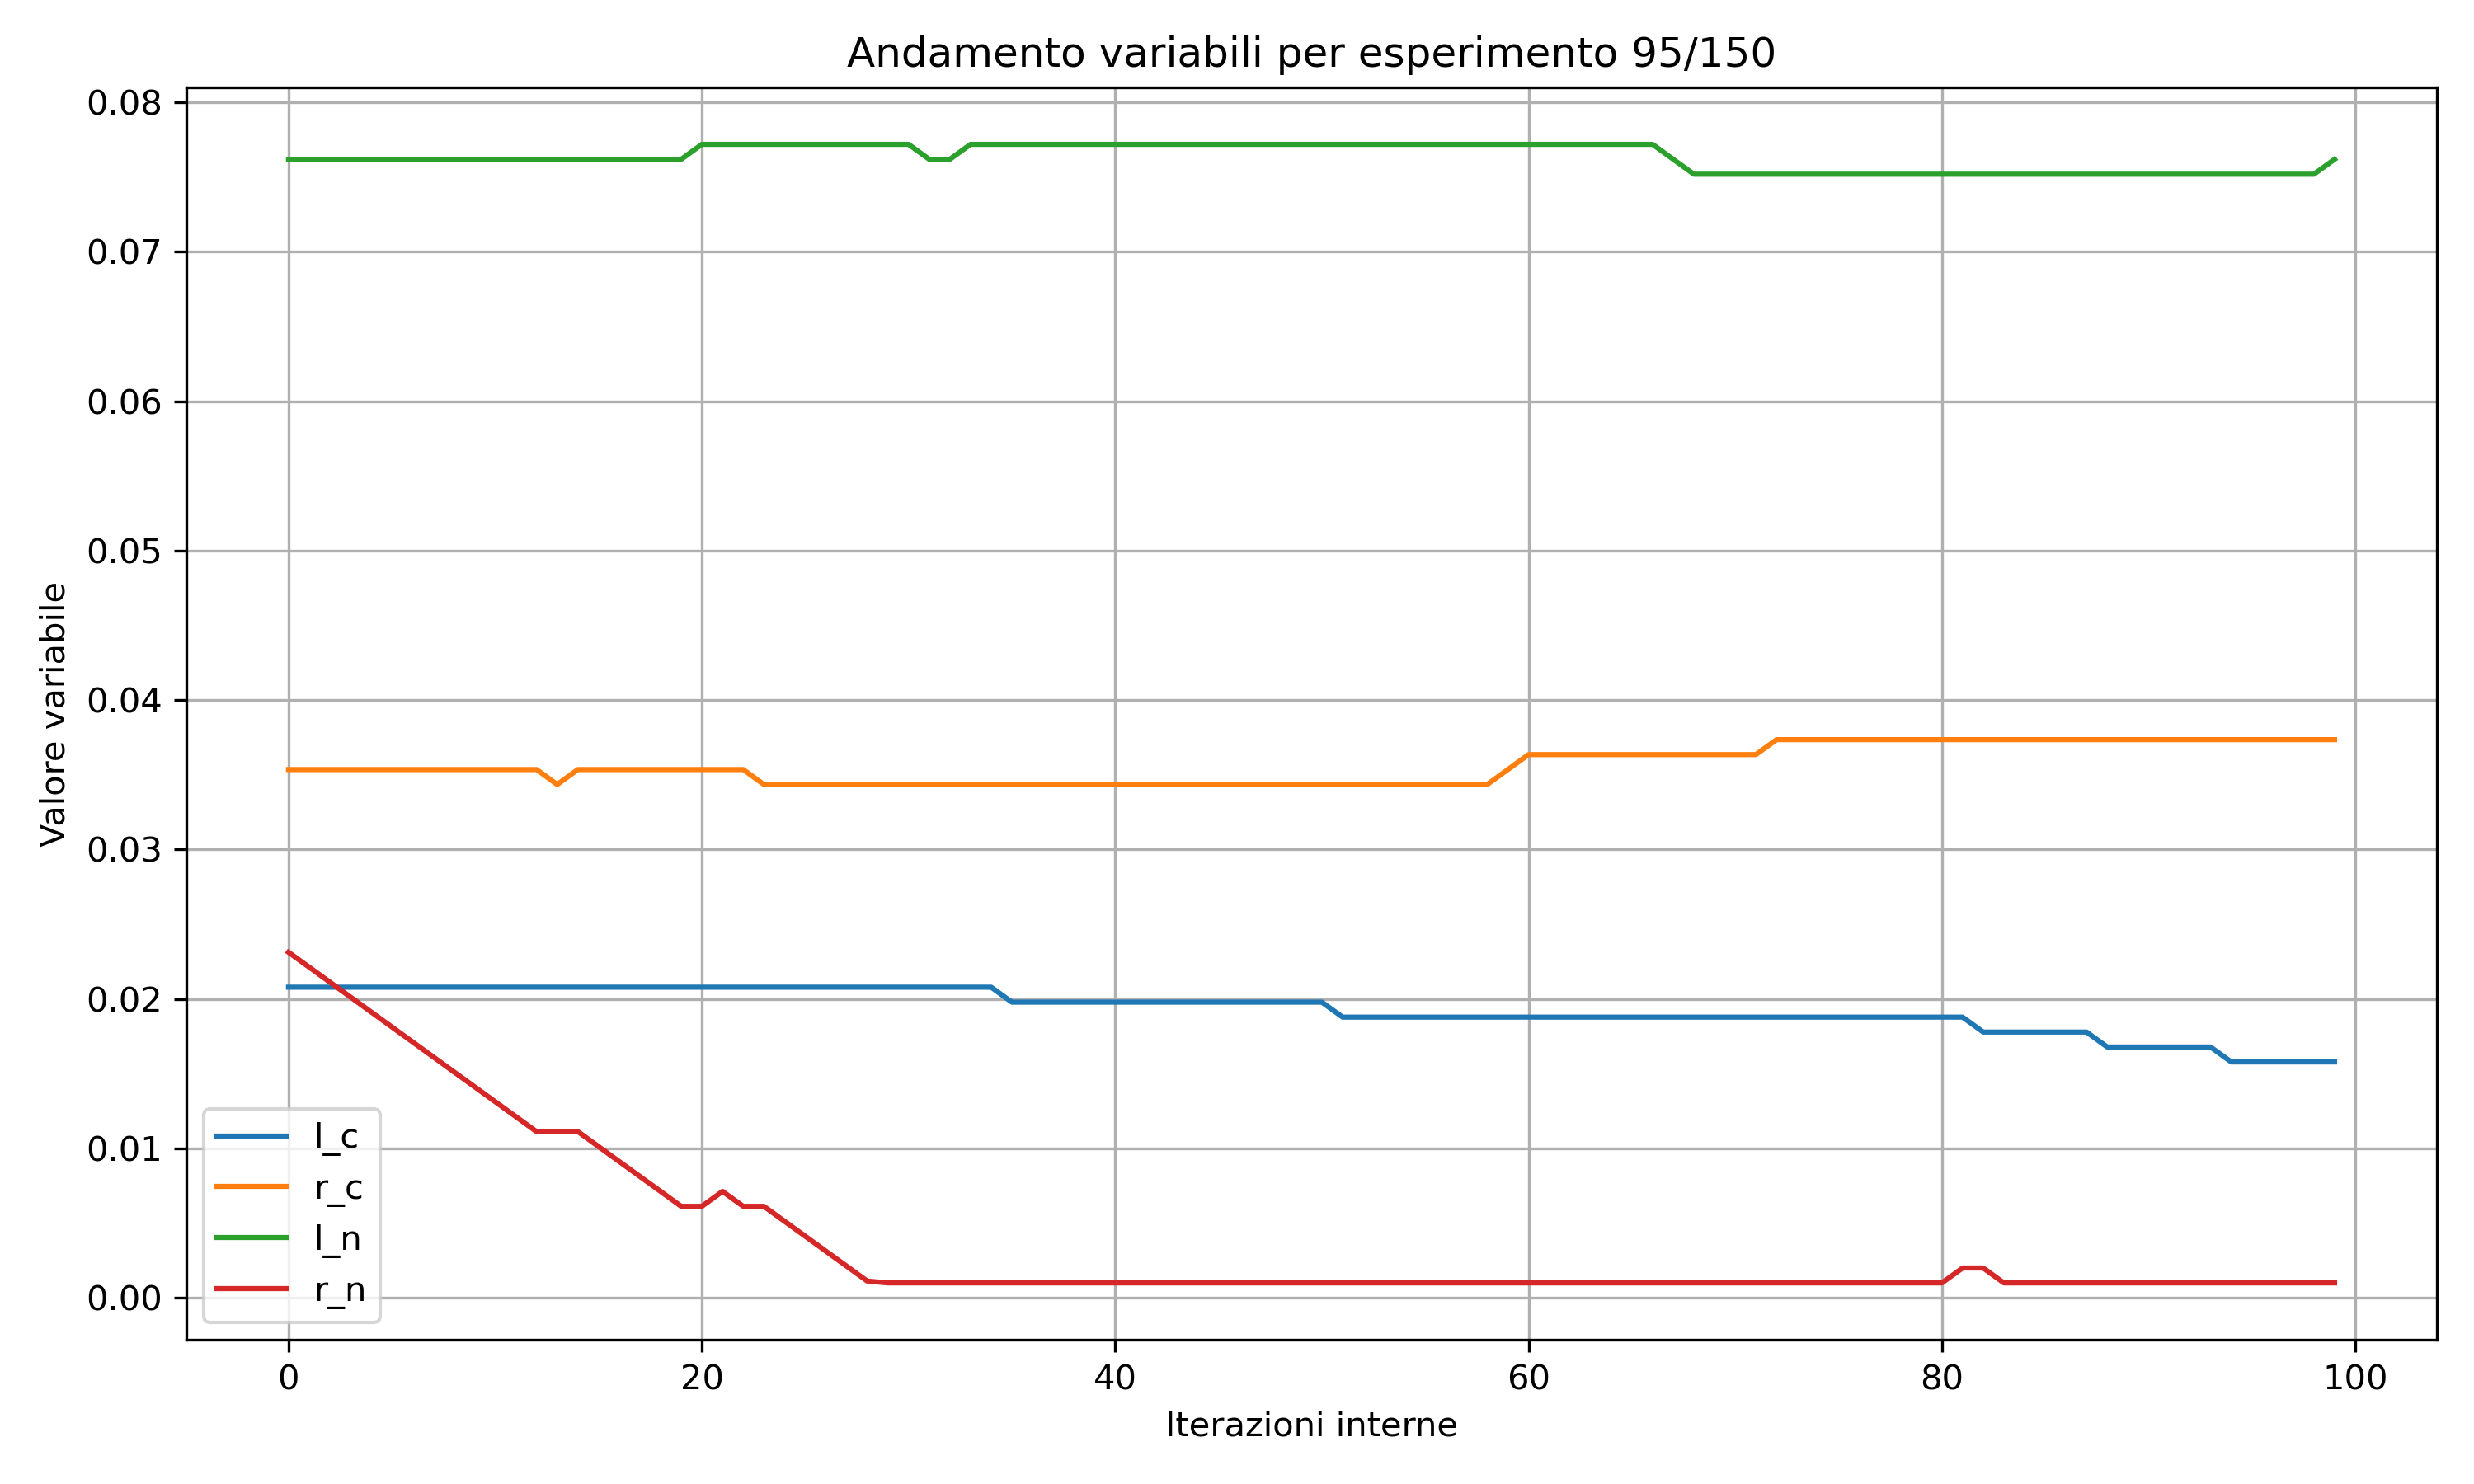 Andamento variabili per esperimento 95/150
Valore variabile
0.08
0.07
0.06
0.05
0.04
0.03
0.02
0.01
0.00
l_c
r_c
l_n
r_n
0 20 40 60 80 100
Iterazioni interne